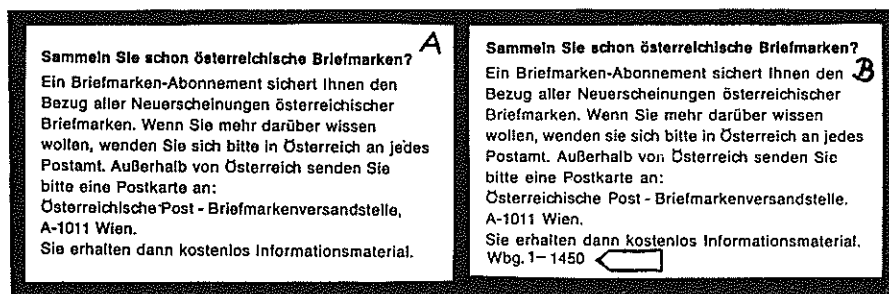 A
Sammeln Sie schon österreichische Briefmarken?
Ein Briefmarken-Abonnement sichert Ihnen den
Bezug aller Neuerscheinungen österreichischer
Briefmarken. Wenn Sie mehr darüber wissen
wollen, wenden Sie sich bitte in Österreich an jedes
Postamt. Außerhalb von Österreich senden Sie
bitte eine Postkarte an:
Österreichische Post - Briefmarkenversandstelle,
A-1011 Wien.
Sie erhalten dann kostenlos Informationsmaterial.
B
Sammeln Sie schon österreichische Briefmarken?
Ein Briefmarken-Abonnement sichert Ihnen den
Bezug aller Neuerscheinungen österreichischer
Briefmarken. Wenn Sie mehr darüber wissen
wollen, wenden sie sich bitte in Österreich an jedes
Postamt. Außerhalb von Österreich senden Sie
bitte eine Postkarte an:
Österreichische Post - Briefmarkenversandstelle.
A-1011 Wien.
Sie erhalten dann kostenlos Informationsmaterial.
Wbg. 1-1450